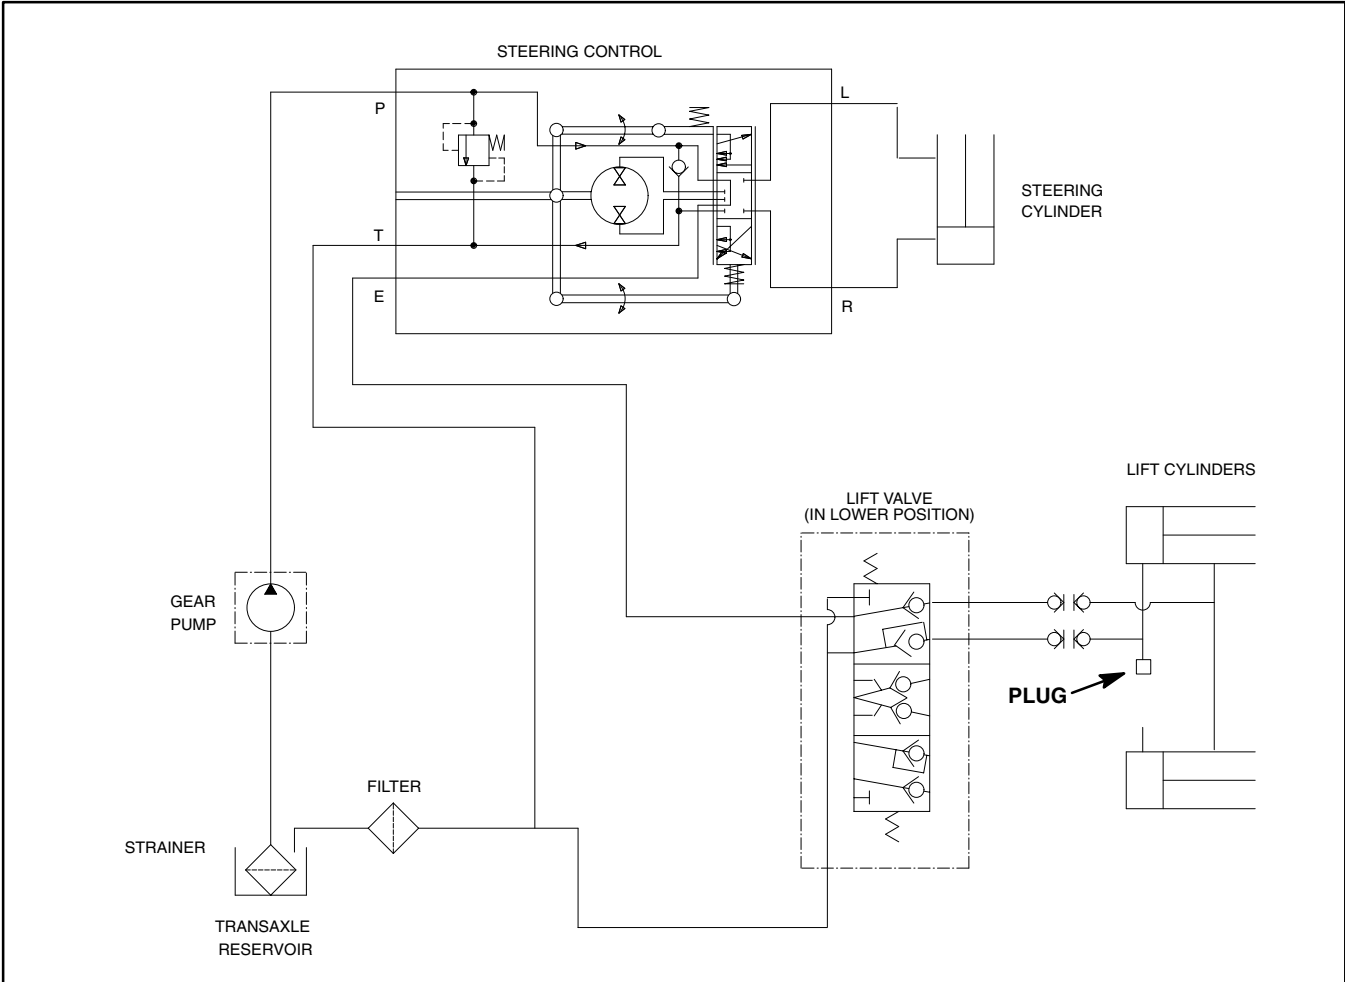 STEERING CONTROL
P
L
STEERING
CYLINDER
T
E
R
LIFT CYLINDERS
LIFT VALVE
(IN LOWER POSITION)
GEAR
PUMP
PLUG
FILTER
STRAINER
TRANSAXLE
RESERVOIR